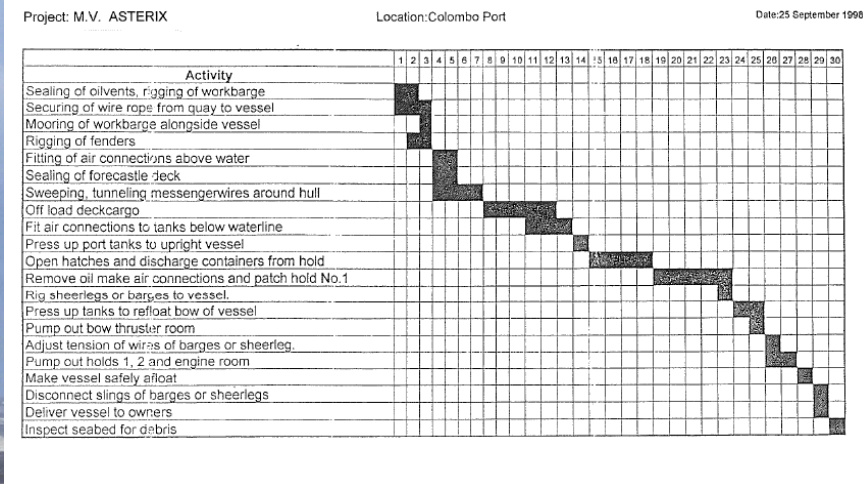 Project: M.V. ASTERIX Location:Colombo Port Date:25 September 1998
1 2 3 4 5 6 7 8 9 10 11 12 13 14 15 16 17 18 19 20 21 22 23 24 25 26 27 28 29 30
Activity
Sealing of oilvents, rigging of workbarge
Securing of wire rope from quay to vessel
Mooring of workbarge alongside vessel
Rigging of fenders
Fitting of air connections above water
Sealing of forecastle deck
Sweeping, tunneling messengerwires around hull
Off load deckcargo
Fit air connections to tanks below waterline
Press up port tanks to upright vessel
Open hatches and discharge containers from hold
Remove oil make air connections and patch hold No.1
Rig sheerlegs or barges to vessel.
Press up tanks to refloat bow of vessel
Pump out bow thruster room
Adjust tension of wires of barges or sheerleg.
Pump out holds 1, 2 and engine room
Make vessel safely afloat
Disconnect slings of barges or sheerlegs
Deliver vessel to owners
Inspect seabed for debris